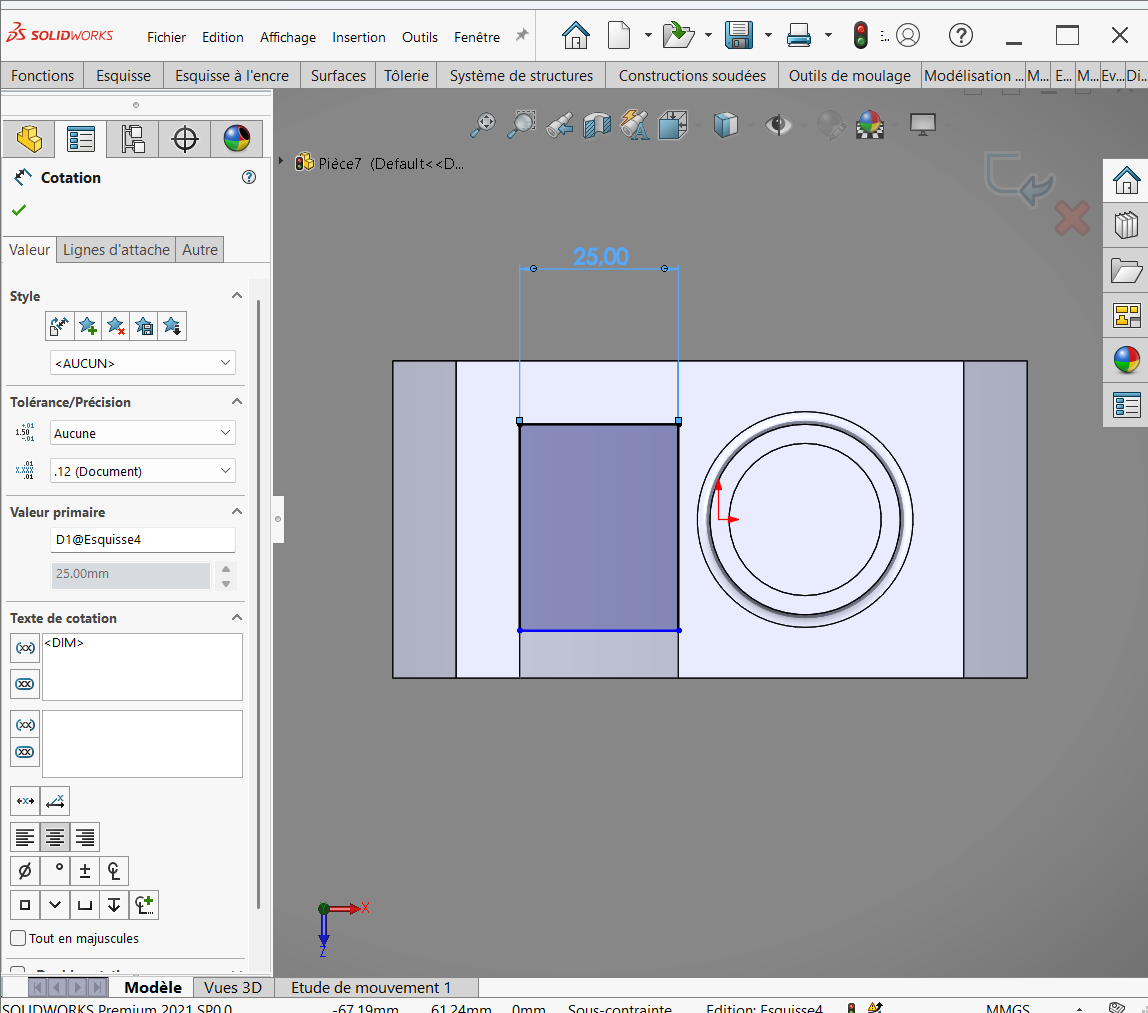 SOLIDWORKS
Fichier Edition Affichage Insertion Outils Fenêtre
Fonctions Esquisse Esquisse à l'encre Surfaces Tôlerie Système de structures Constructions soudées Outils de moulage Modélisation ... M... E... M... Ev... Di...
Pièce7 (Default<<D...
Cotation
Valeur Lignes d'attache Autre
25,00
Style
<AUCUN>
Tolérance/Précision
Aucune
.12 (Document)
Valeur primaire
D1@Esquisse4
25.00mm
Texte de cotation
<DIM>
Tout en majuscules
X
Z
Modèle Vues 3D Etude de mouvement 1
SOLIDWORKS Premium 2021 SP0.0 -67.19mm 61.24mm 0mm Sous-contrainte Edition: Esquisse4 MMGS